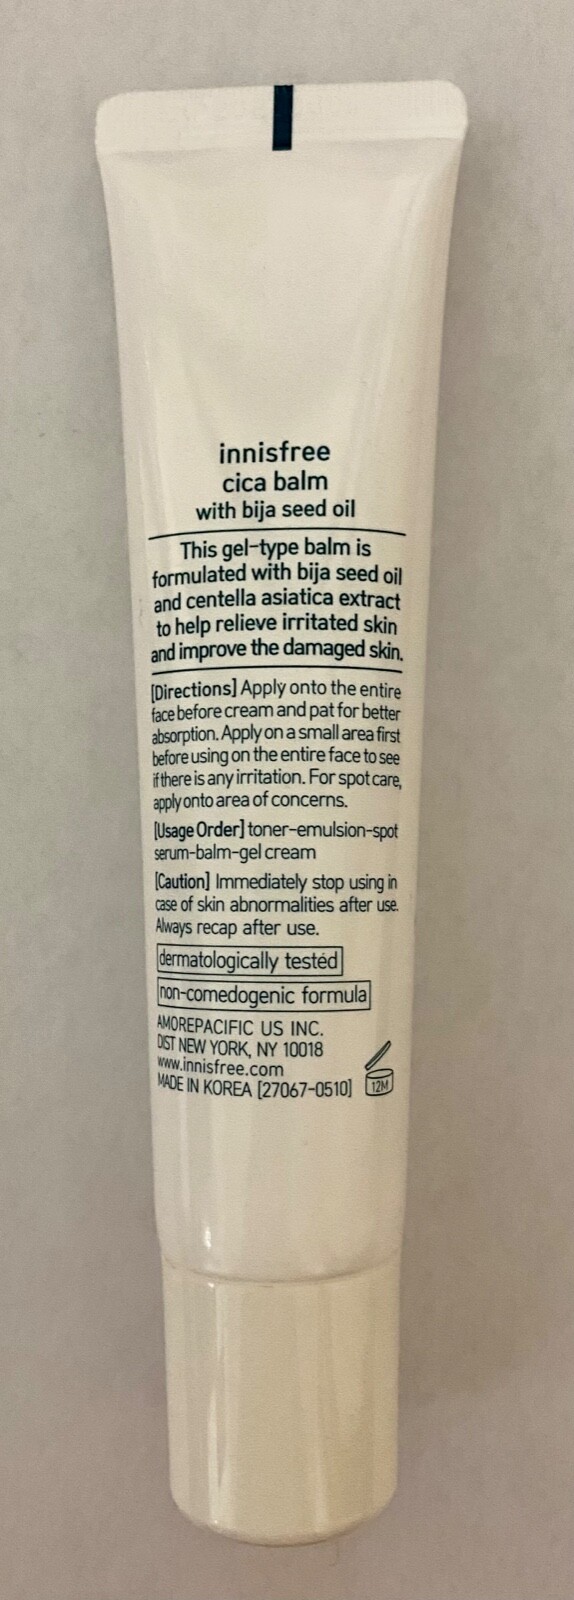 innisfree
cica balm
with bija seed oil
This gel-type balm is
formulated with bija seed oil
and centella asiatica extract
to help relieve irritated skin
and improve the damaged skin.
[Directions] Apply onto the entire
face before cream and pat for better
absorption. Apply on a small area first
before using on the entire face to see
if there is any irritation. For spot care,
apply onto area of concerns.
[Usage Order] toner-emulsion-spot
serum-balm-gel cream
[Caution] Immediately stop using in
case of skin abnormalities after use.
Always recap after use.
dermatologically tested
non-comedogenic formula
AMOREPACIFIC US INC.
DIST NEW YORK, NY 10018
www.innisfree.com
MADE IN KOREA [27067-0510]
12M